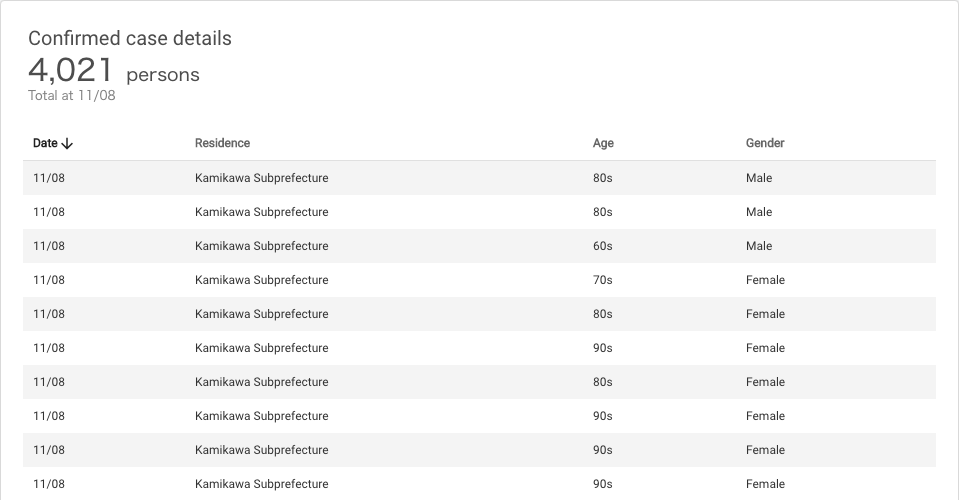 Confirmed case details
4,021 persons
Total at 11/08
Date Residence Age Gender
11/08 Kamikawa Subprefecture 80s Male
11/08 Kamikawa Subprefecture 80s Male
11/08 Kamikawa Subprefecture 60s Male
11/08 Kamikawa Subprefecture 70s Female
11/08 Kamikawa Subprefecture 80s Female
11/08 Kamikawa Subprefecture 90s Female
11/08 Kamikawa Subprefecture 80s Female
11/08 Kamikawa Subprefecture 90s Female
11/08 Kamikawa Subprefecture 90s Female
11/08 Kamikawa Subprefecture 90s Female